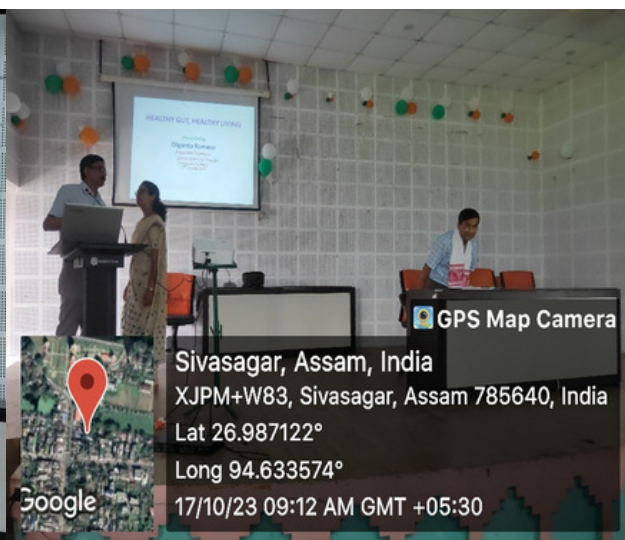 HEALTHY GUT, HEALTHY LIVING
Diganta Konwar
GPS Map Camera
Sivasagar, Assam, India
XJPM+W83, Sivasagar, Assam 785640, India
Lat 26.987122°
Long 94.633574°
17/10/23 09:12 AM GMT +05:30
Google